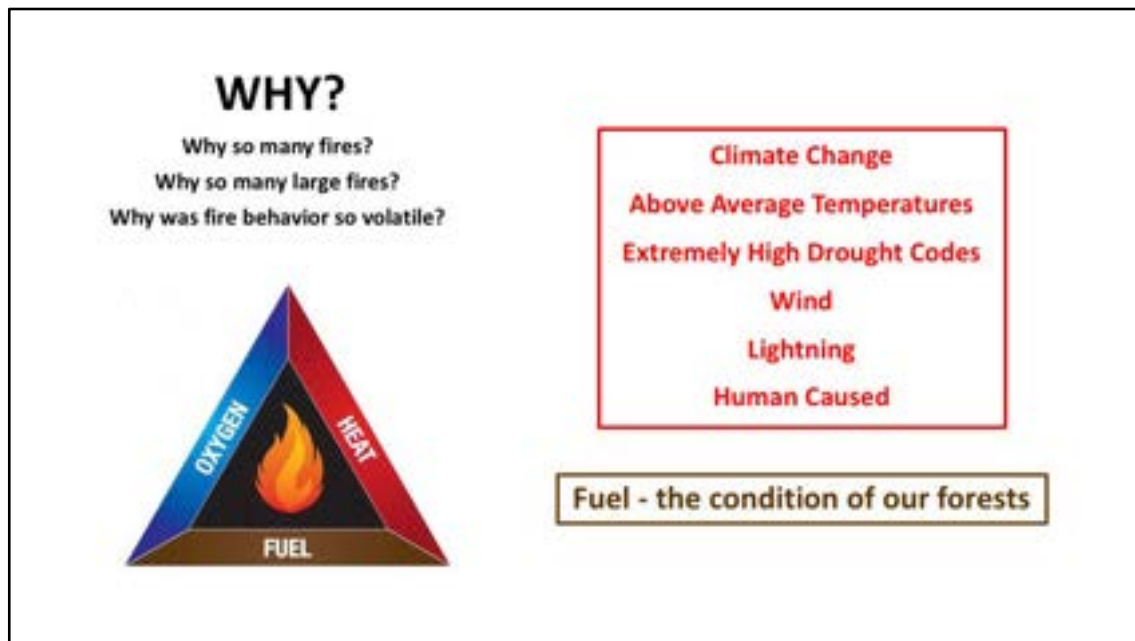 WHY?
Why so many fires?
Why so many large fires?
Why was fire behavior so volatile?
OXYGEN
HEAT
FUEL
Climate Change
Above Average Temperatures
Extremely High Drought Codes
Wind
Lightning
Human Caused
Fuel - the condition of our forests